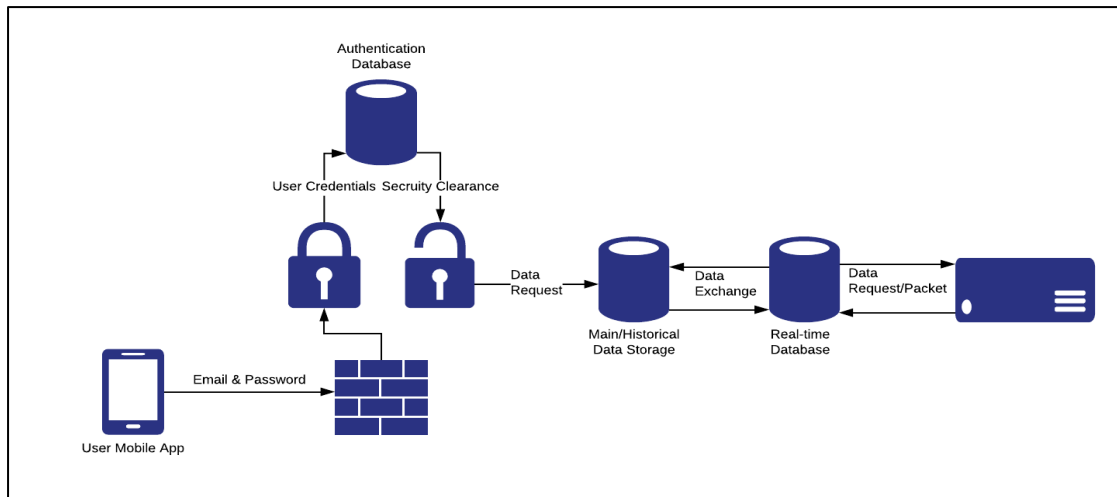 Authentication
Database
User Credentials
Secruity Clearance
Data
Request
Data
Exchange
Data
Request/Packet
Main/Historical
Data Storage
Real-time
Database
Email & Password
User Mobile App